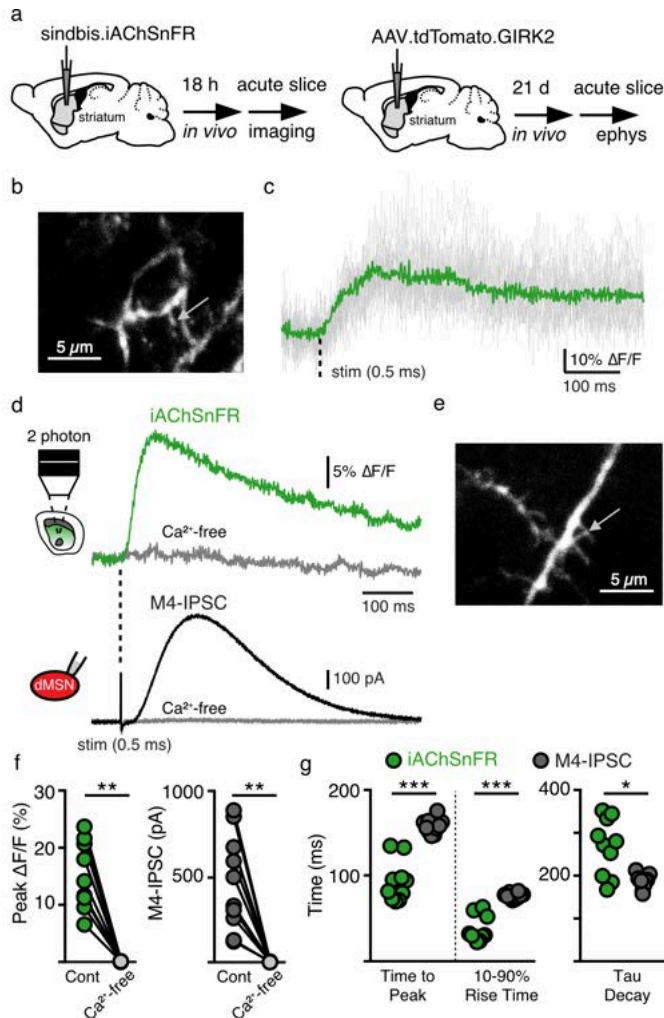 a
sindbis.iAChSnFR
AAV.tdTomato.GIRK2
striatum
18 h
in vivo
acute slice
imaging
striatum
21 d
in vivo
acute slice
ephys
b
5 µm
c
stim (0.5 ms)
10% ΔF/F
100 ms
d
2 photon
iAChSnFR
5% ΔF/F
Ca²⁺-free
100 ms
M4-IPSC
100 pA
dMSN
Ca²⁺-free
stim (0.5 ms)
e
5 µm
f
**
Peak ΔF/F (%)
20
10
Cont
Ca²⁺-free
**
M4-IPSC (pA)
1000
500
Cont
Ca²⁺-free
g
iAChSnFR
M4-IPSC
***
***
*
Time (ms)
200
100
400
200
Time to
Peak
10-90%
Rise Time
Tau
Decay